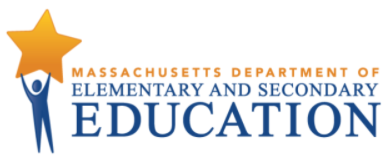 MASSACHUSETTS DEPARTMENT OF
ELEMENTARY AND SECONDARY
EDUCATION